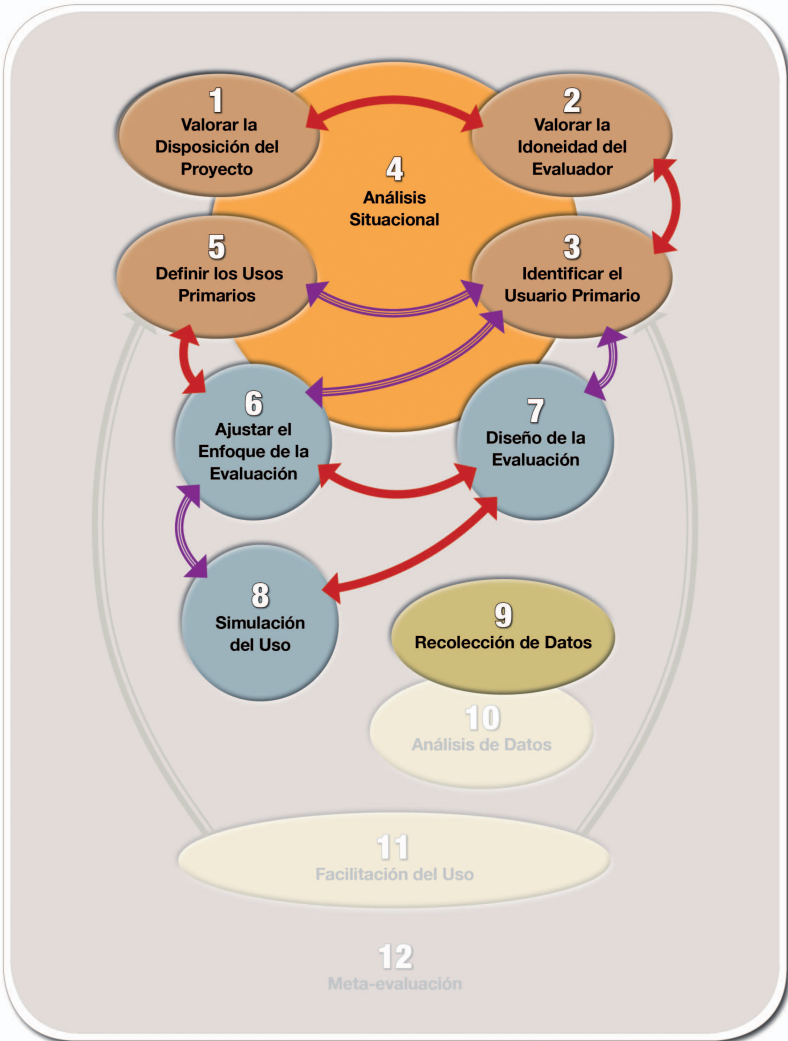 1
Valorar la
Disposición del
Proyecto
2
Valorar la
Idoneidad del
Evaluador
4
Análisis
Situacional
5
Definir los Usos
Primarios
3
Identificar el
Usuario Primario
6
Ajustar el
Enfoque de la
Evaluación
7
Diseño de la
Evaluación
8
Simulación
del Uso
9
Recolección de Datos
10
Análisis de Datos
11
Facilitación del Uso
12
Meta-evaluación